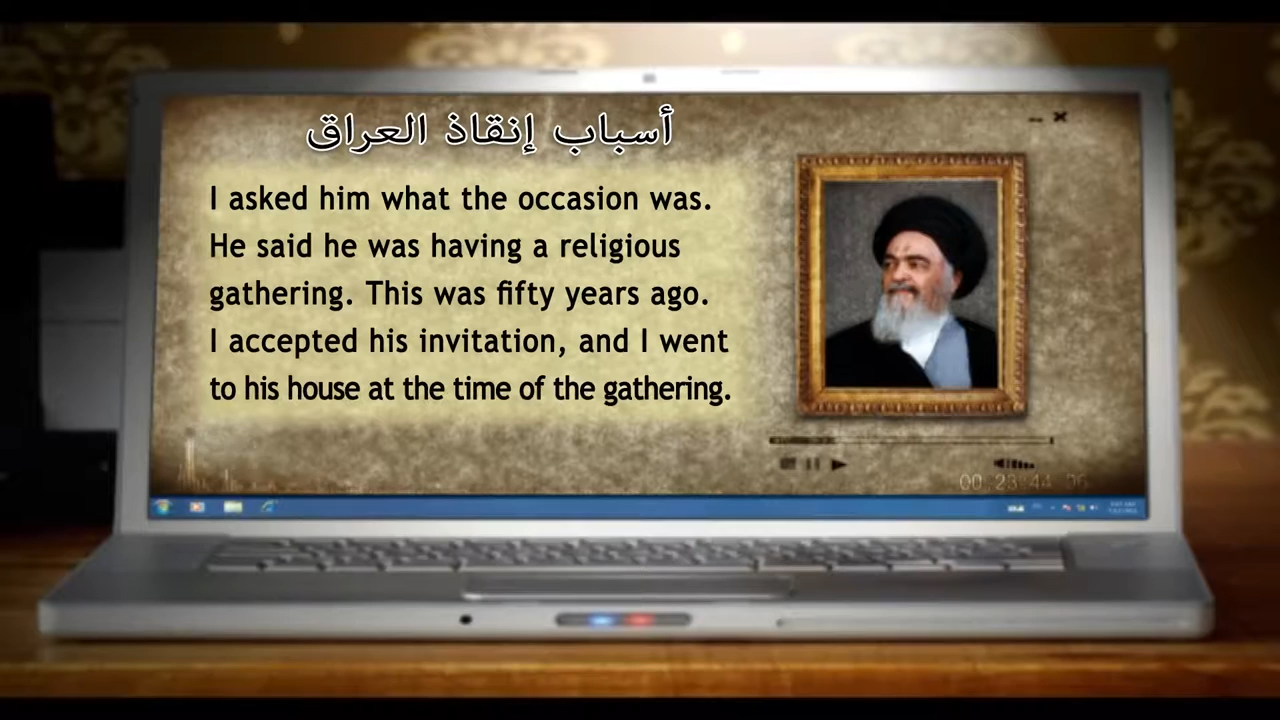 أسباب إنقاذ العراق
I asked him what the occasion was.
He said he was having a religious
gathering. This was fifty years ago.
I accepted his invitation, and I went
to his house at the time of the gathering.